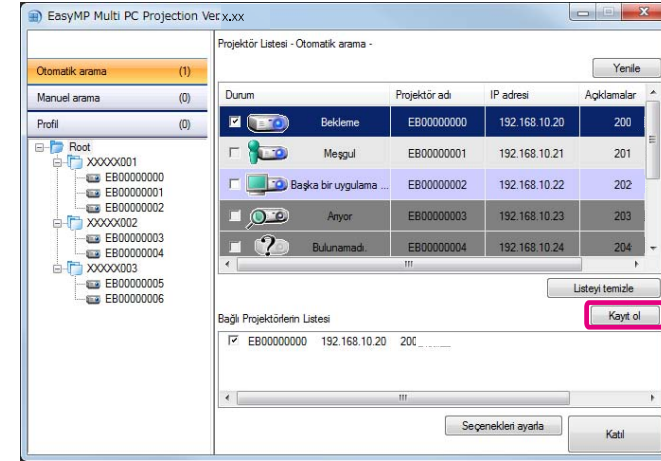 EasyMP Multi PC Projection Ver.x.xx
Projektör Listesi - Otomatik arama -
Yenile
Otomatik arama (1)
Manuel arama (0)
Profil (0)
Root
XXXXX001
EB00000000
EB00000001
EB00000002
XXXXX002
EB00000003
EB00000004
XXXXX003
EB00000005
EB00000006
Durum Projektör adı IP adresi Açıklamalar
Bekleme EB00000000 192.168.10.20 200
Meşgul EB00000001 192.168.10.21 201
Başka bir uygulama ... EB00000002 192.168.10.22 202
Arıyor EB00000003 192.168.10.23 203
Bulunamadı. EB00000004 192.168.10.24 204
Listeyi temizle
Kayıt ol
Bağlı Projektörlerin Listesi
EB00000000 192.168.10.20 200
Seçenekleri ayarla
Katıl